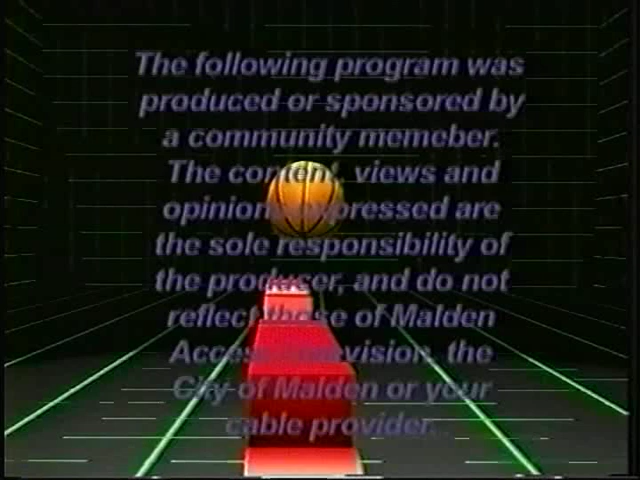 The following program was
produced or sponsored by
a community memeber.
The content, views and
opinions expressed are
the sole responsibility of
the producer, and do not
reflect those of Malden
Access Television, the
City of Malden or your
cable provider.